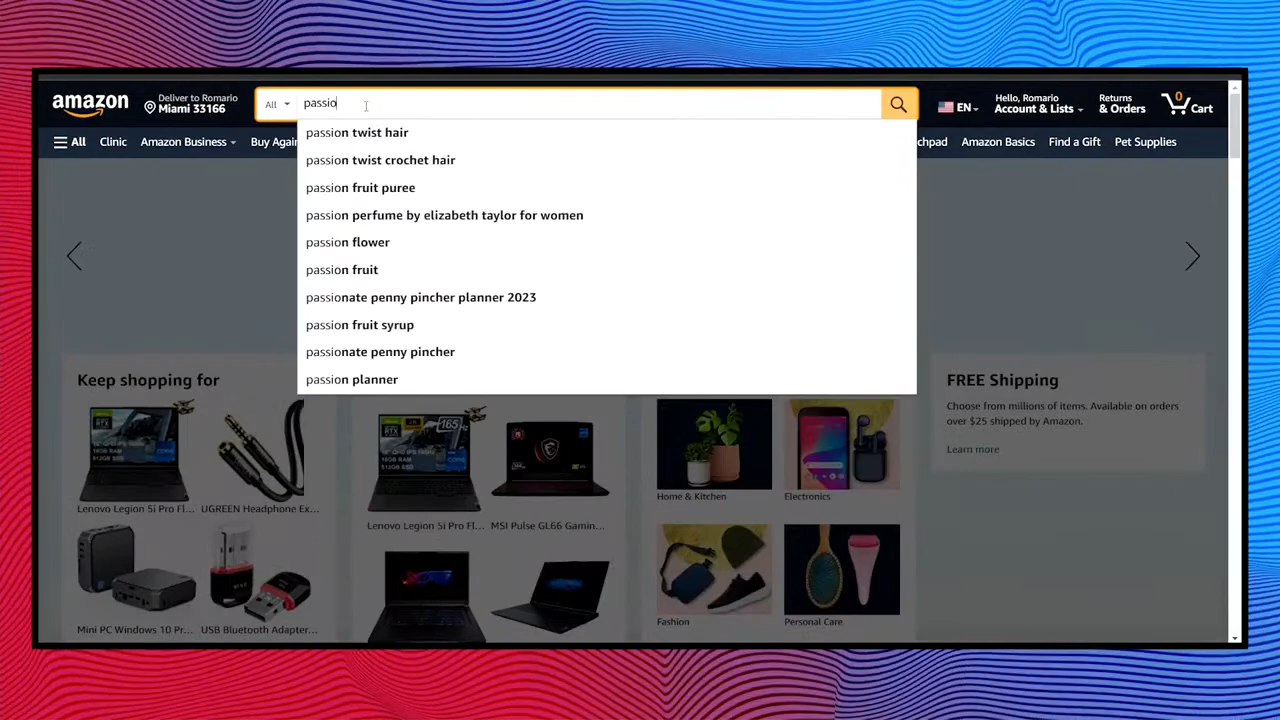 amazon
Deliver to Romario
Miami 33166
All
passio
EN
Hello, Romario
Account & Lists
Returns
& Orders
0
Cart
All
Clinic
Amazon Business
Buy Again
chpad
Amazon Basics
Find a Gift
Pet Supplies
passion twist hair
passion twist crochet hair
passion fruit puree
passion perfume by elizabeth taylor for women
passion flower
passion fruit
passionate penny pincher planner 2023
passion fruit syrup
passionate penny pincher
passion planner
Keep shopping for
Lenovo Legion 5i Pro Fl...
UGREEN Headphone Ex...
Mini PC Windows 10 Pr...
USB Bluetooth Adapter...
165
Lenovo Legion 5i Pro Fl...
MSI Pulse GL66 Gamin...
Home & Kitchen
Electronics
Fashion
Personal Care
FREE Shipping
Choose from millions of items. Available on orders
over $25 shipped by Amazon.
Learn more